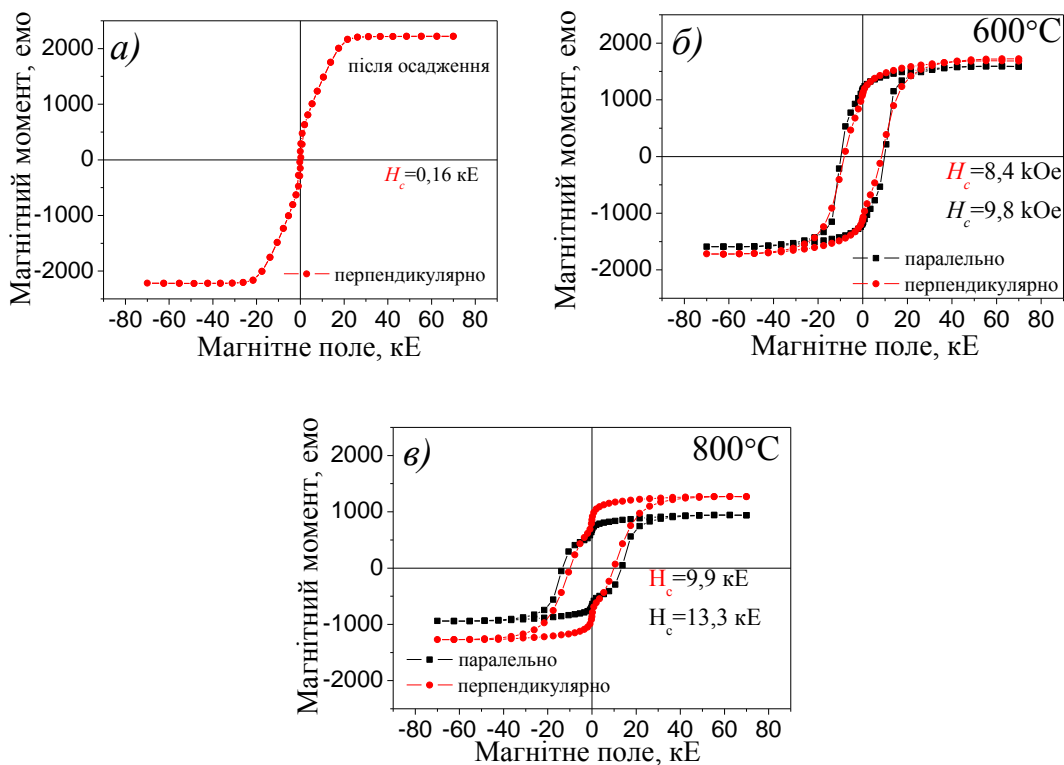 а)
після осадження
Hc=0,16 кЕ
перпендикулярно
Магнітний момент, емо
2000
1000
0
-1000
-2000
-80 -60 -40 -20 0 20 40 60 80
Магнітне поле, кЕ
б)
600°C
Hc=8,4 kOe
Hc=9,8 kOe
паралельно
перпендикулярно
Магнітний момент, емо
2000
1000
0
-1000
-2000
-80 -60 -40 -20 0 20 40 60 80
Магнітне поле, кЕ
в)
800°C
Hc=9,9 кЕ
Hc=13,3 кЕ
паралельно
перпендикулярно
Магнітний момент, емо
2000
1000
0
-1000
-2000
-80 -60 -40 -20 0 20 40 60 80
Магнітне поле, кЕ